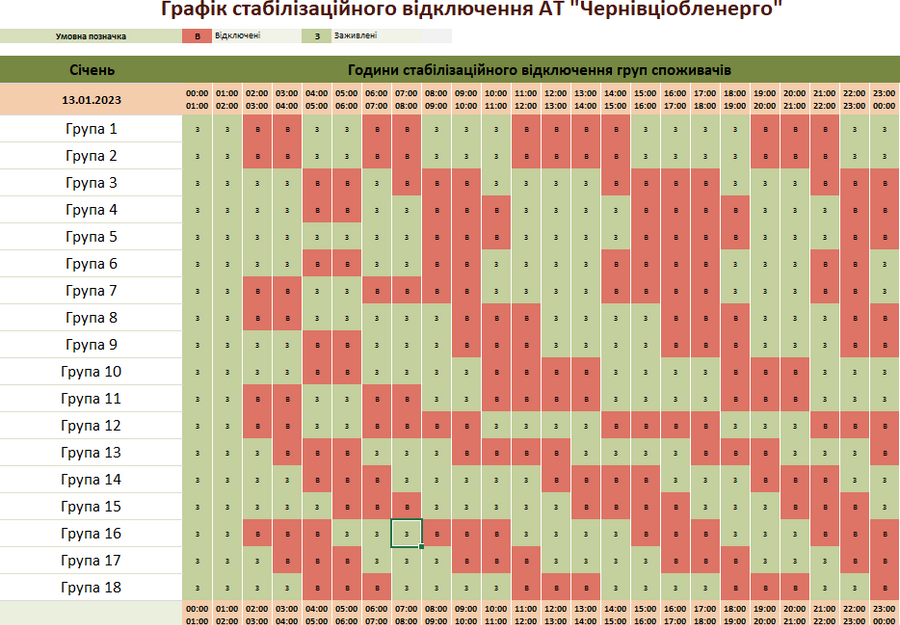 Графік стабілізаційного відключення АТ "Чернівціобленерго"
Умовна позначка В Відключені З Заживлені
Січень Години стабілізаційного відключення груп споживачів
13.01.2023
00:00 01:00 02:00 03:00 04:00 05:00 06:00 07:00 08:00 09:00 10:00 11:00 12:00 13:00 14:00 15:00 16:00 17:00 18:00 19:00 20:00 21:00 22:00 23:00
01:00 02:00 03:00 04:00 05:00 06:00 07:00 08:00 09:00 10:00 11:00 12:00 13:00 14:00 15:00 16:00 17:00 18:00 19:00 20:00 21:00 22:00 23:00 00:00
Група 1 З З В В З З В В З З З В В В В З З З З В В В З З
Група 2 З З В В З З В В З З З В В В В З З З З В В В З З
Група 3 З З З З В В З В В В З З З З В В В В З З З В В В
Група 4 З З З З В В З З В В В З З З З В В В В З З З В В
Група 5 З З З З З З З З В В В З З З З В В В В З З З В В
Група 6 З З З З В В З З В В З З З З В В В В З З З В В З
Група 7 З З В В З З В В В В З З З З В В В В З З З В В З
Група 8 З З В В З З З З З В В В З З З З В В В З З З В В
Група 9 З З З З В В З З З В В В З З З З В В В З З З В В
Група 10 З З З З В В З З З З В В В В З З З З В В В З З З
Група 11 З З В В З З В В З З В В В В З З З З В В В З З З
Група 12 З З В В З З В В В В З З З З В В В В З З З В В В
Група 13 З З З В В В З З З В В В В З З З З В В В З З З В
Група 14 З З З З В В В З З З З З В В В В З З З В В В З З
Група 15 З З З З З В В В З З З З З В В В В З З З В В В З
Група 16 З З В В В З З З В В В З З З З В В В З З З В В В
Група 17 З З З В В В З З З В В В З З З З В В В З З З В В
Група 18 З З З З В В В З З З З В В В З З З З В В В З З В
00:00 01:00 02:00 03:00 04:00 05:00 06:00 07:00 08:00 09:00 10:00 11:00 12:00 13:00 14:00 15:00 16:00 17:00 18:00 19:00 20:00 21:00 22:00 23:00
01:00 02:00 03:00 04:00 05:00 06:00 07:00 08:00 09:00 10:00 11:00 12:00 13:00 14:00 15:00 16:00 17:00 18:00 19:00 20:00 21:00 22:00 23:00 00:00